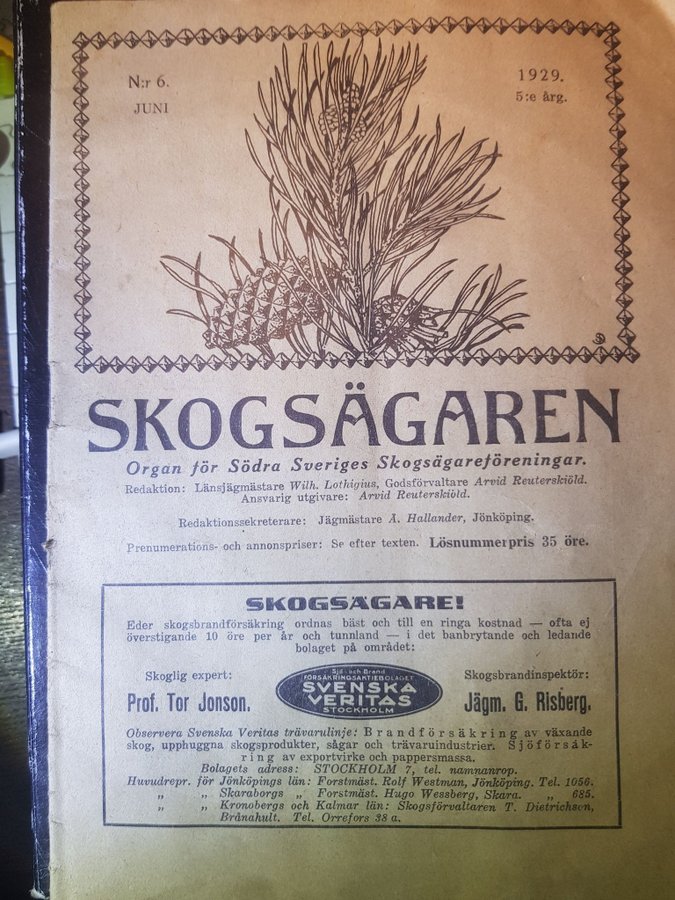 N:r 6.
JUNI
1929.
5:e årg.
SKOGSÄGAREN
Organ för Södra Sveriges Skogsägareföreningar.
Redaktion: Länsjägmästare Wilh. Lothigius, Godsförvaltare Arvid Reuterskiöld.
Ansvarig utgivare: Arvid Reuterskiöld.
Redaktionssekreterare: Jägmästare Å. Hallander, Jönköping.
Prenumerations- och annonspriser: Se efter texten. Lösnummerpris 35 öre.
SKOGSÄGARE!
Eder skogsbrandförsäkring ordnas bäst och till en ringa kostnad — ofta ej
överstigande 10 öre per år och tunnland — i det banbrytande och ledande
bolaget på området:
Skoglig expert:
Prof. Tor Jonson.
Sjö- och Brand
FÖRSÄKRINGSAKTIEBOLAGET
SVENSKA
VERITAS
STOCKHOLM
Skogsbrandinspektör:
Jägm. G. Risberg.
Observera Svenska Veritas trävarulinje: Brandförsäkring av växande
skog, upphuggna skogsprodukter, sågar och trävaruindustrier. Sjöförsäk-
ring av exportvirke och pappersmassa.
Bolagets adress: STOCKHOLM 7, tel. namnanrop.
Huvudrepr. för Jönköpings län: Forstmäst. Rolf Westman, Jönköping. Tel. 1056.
„ „ Skaraborgs „ Forstmäst. Hugo Wessberg, Skara. „ 685.
„ „ Kronobergs och Kalmar län: Skogsförvaltaren T. Dietrichson,
Brånahult. Tel. Orrefors 38 a.